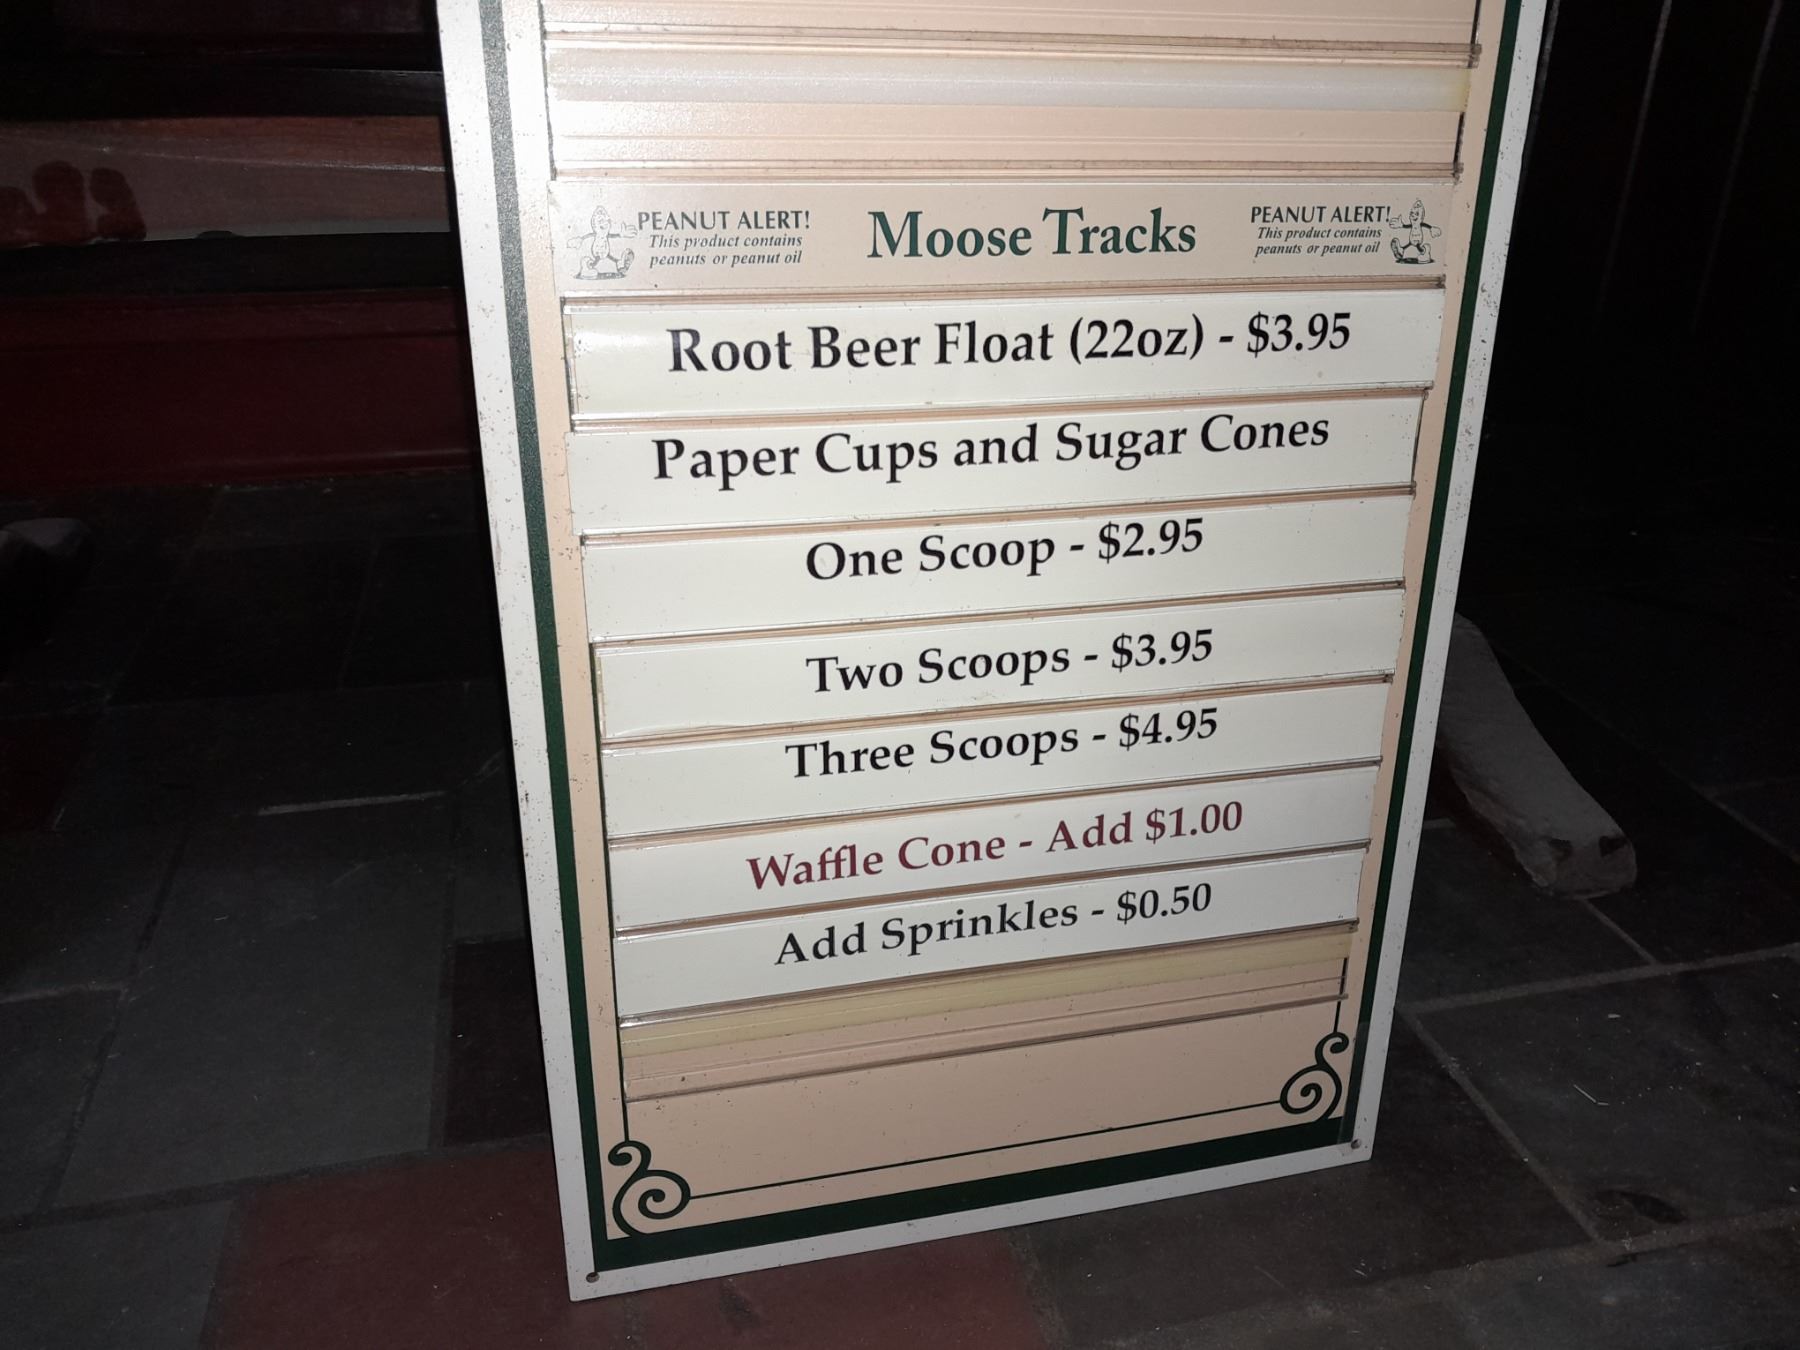 PEANUT ALERT!
This product contains
peanuts or peanut oil
Moose Tracks
PEANUT ALERT!
This product contains
peanuts or peanut oil
Root Beer Float (22oz) - $3.95
Paper Cups and Sugar Cones
One Scoop - $2.95
Two Scoops - $3.95
Three Scoops - $4.95
Waffle Cone - Add $1.00
Add Sprinkles - $0.50